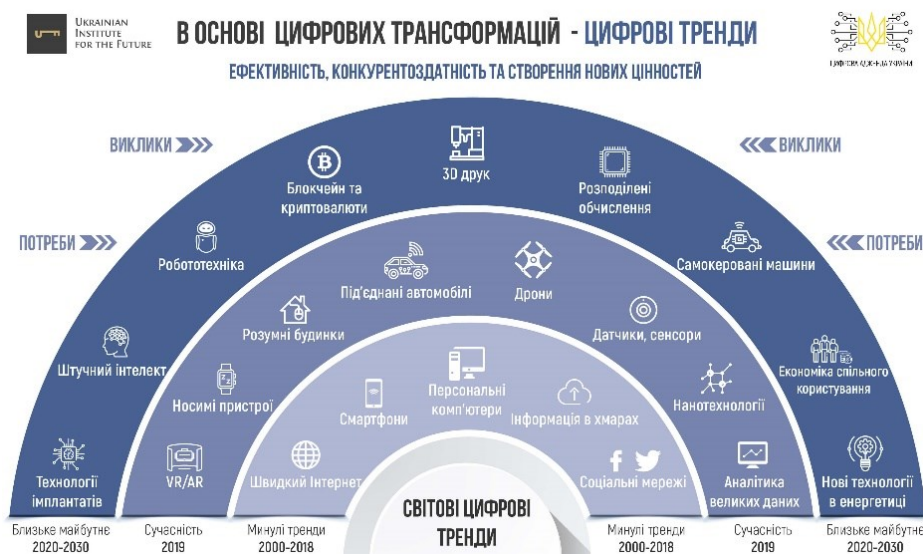 UKRAINIAN
INSTITUTE
FOR THE FUTURE
В ОСНОВІ ЦИФРОВИХ ТРАНСФОРМАЦІЙ - ЦИФРОВІ ТРЕНДИ
ЕФЕКТИВНІСТЬ, КОНКУРЕНТОЗДАТНІСТЬ ТА СТВОРЕННЯ НОВИХ ЦІННОСТЕЙ
ЦИФРОВА АДЖЕНДА УКРАЇНИ
ВИКЛИКИ
ВИКЛИКИ
ПОТРЕБИ
ПОТРЕБИ
Технології
імплантатів
Штучний інтелект
Робототехніка
Блокчейн та
криптовалюти
3D друк
Розподілені
обчислення
Самокеровані машини
Економіка спільного
користування
Нові технології
в енергетиці
VR/AR
Носимі пристрої
Розумні будинки
Під'єднані автомобілі
Дрони
Датчики, сенсори
Нанотехнології
Аналітика
великих даних
Швидкий Інтернет
Смартфони
Персональні
комп'ютери
Інформація в хмарах
Соціальні мережі
СВІТОВІ ЦИФРОВІ
ТРЕНДИ
Близьке майбутнє
2020-2030
Сучасність
2019
Минулі тренди
2000-2018
Минулі тренди
2000-2018
Сучасність
2019
Близьке майбутнє
2020-2030